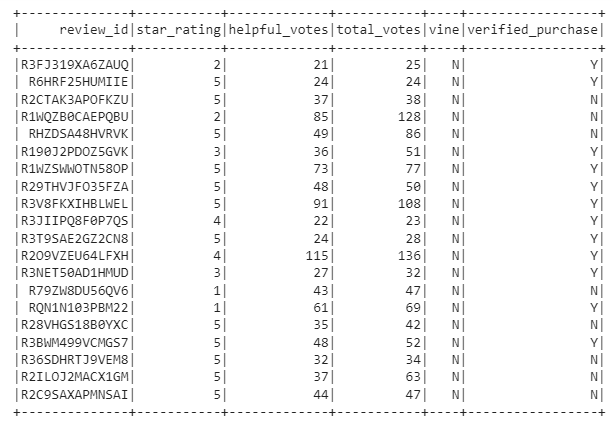 +--------------+-----------+-------------+-----------+----+-----------------+
|     review_id|star_rating|helpful_votes|total_votes|vine|verified_purchase|
+--------------+-----------+-------------+-----------+----+-----------------+
|R3FJ319XA6ZAUQ|          2|           21|         25|   N|                Y|
| R6HRF25HUMIIE|          5|           24|         24|   N|                Y|
|R2CTAK3APOFKZU|          5|           37|         38|   N|                N|
|R1WQZB0CAEPQBU|          2|           85|        128|   N|                N|
| RHZDSA48HVRVK|          5|           49|         86|   N|                N|
|R190J2PDOZ5GVK|          3|           36|         51|   N|                Y|
|R1WZSWWOTN58OP|          5|           73|         77|   N|                Y|
|R29THVJFO35FZA|          5|           48|         50|   N|                Y|
|R3V8FKXIHBLWEL|          5|           91|        108|   N|                Y|
|R3JIIPQ8F0P7QS|          4|           22|         23|   N|                Y|
|R3T9SAE2GZ2CN8|          5|           24|         28|   N|                Y|
|R2O9VZEU64LFXH|          4|          115|        136|   N|                Y|
|R3NET50AD1HMUD|          3|           27|         32|   N|                Y|
| R79ZW8DU56QV6|          1|           43|         47|   N|                N|
| RQN1N103PBM22|          1|           61|         69|   N|                Y|
|R28VHGS18B0YXC|          5|           35|         42|   N|                N|
|R3BWM499VCMGS7|          5|           48|         52|   N|                Y|
|R36SDHRTJ9VEM8|          5|           32|         34|   N|                N|
|R2ILOJ2MACX1GM|          5|           37|         63|   N|                N|
|R2C9SAXAPMNSAI|          5|           44|         47|   N|                N|
+--------------+-----------+-------------+-----------+----+-----------------+